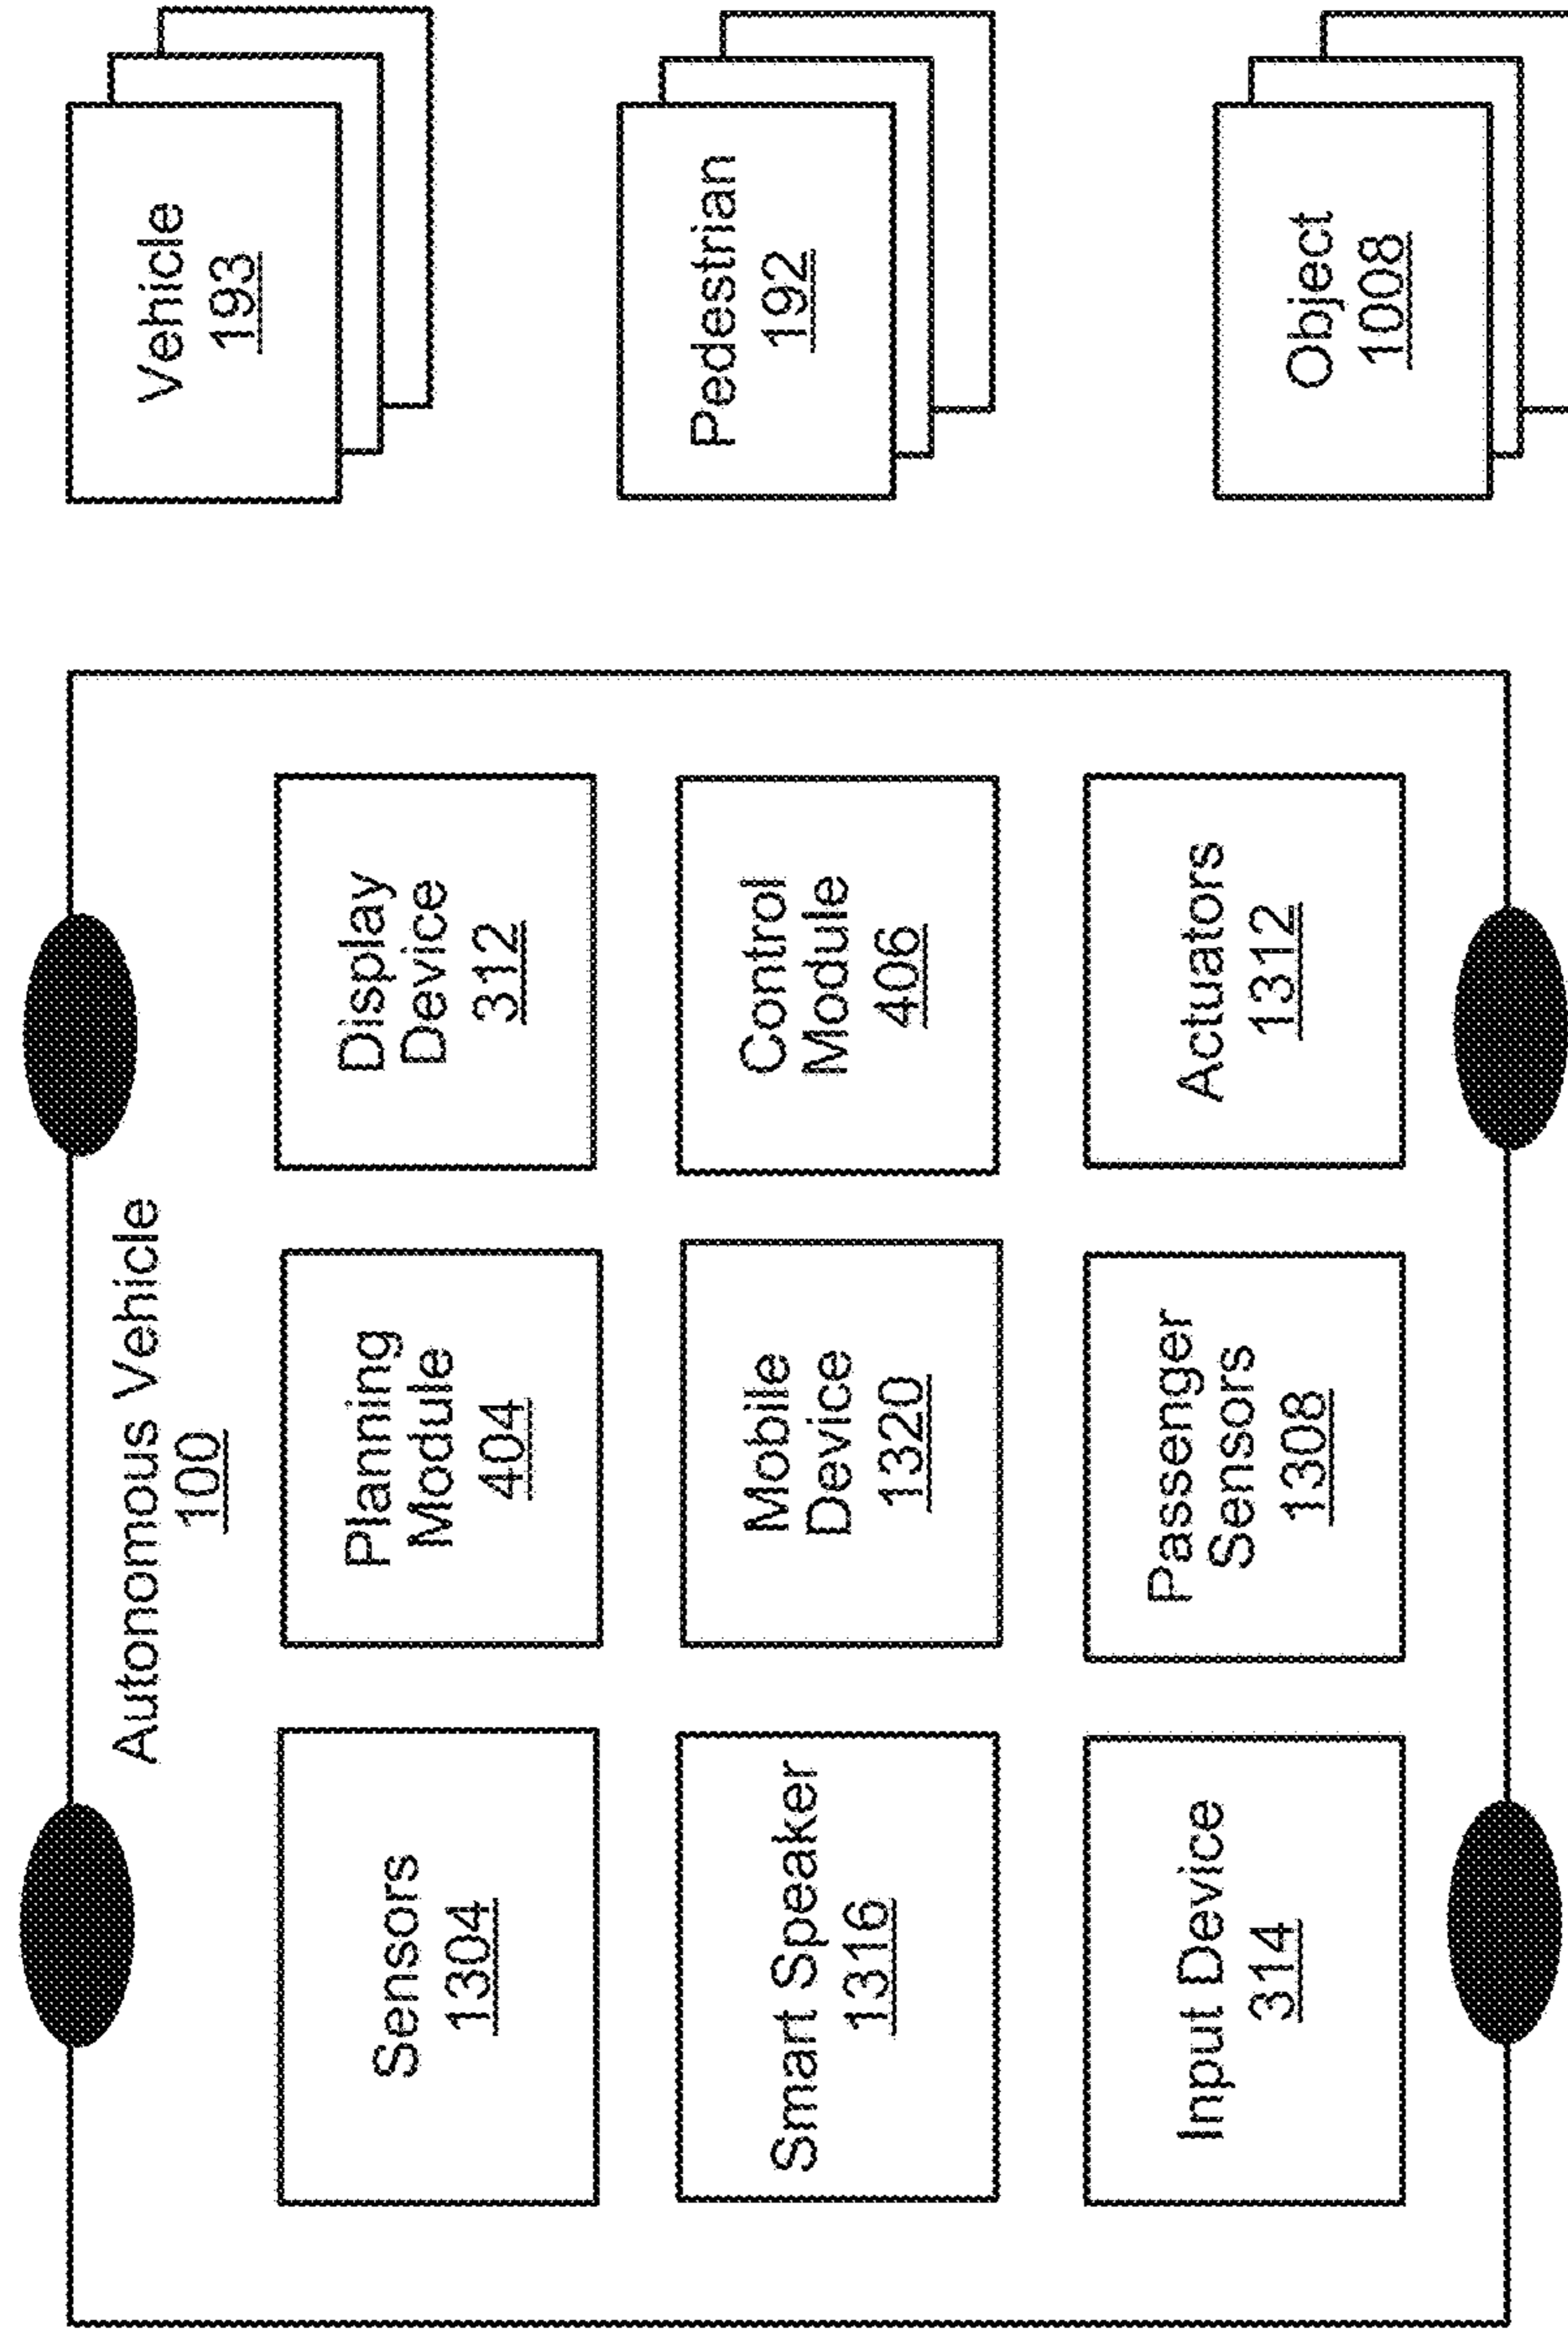 Autonomous Vehicle
100
Sensors
1304
Planning
Module
404
Display
Device
312
Smart Speaker
1316
Mobile
Device
1320
Control
Module
406
Input Device
314
Passenger
Sensors
1308
Actuators
1312
Vehicle
193
Pedestrian
192
Object
1008